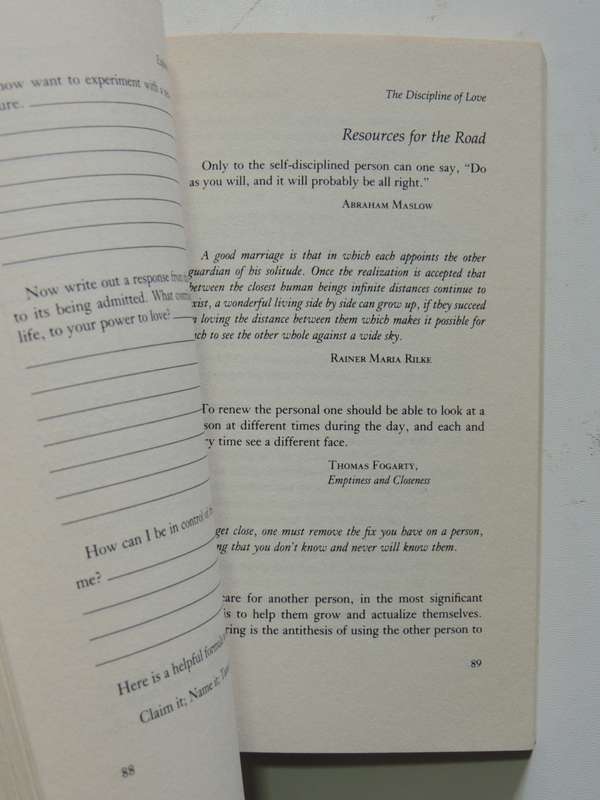 now want to experiment with a
ure.
Now write out a response from
to its being admitted. What
life, to your power to love?
How can I be in control of
me?
Here is a helpful formula
Claim it; Name it;
88
The Discipline of Love
Resources for the Road
Only to the self-disciplined person can one say, “Do
as you will, and it will probably be all right.”
ABRAHAM MASLOW
A good marriage is that in which each appoints the other
guardian of his solitude. Once the realization is accepted that
between the closest human beings infinite distances continue to
xist, a wonderful living side by side can grow up, if they succeed
n loving the distance between them which makes it possible for
ch to see the other whole against a wide sky.
RAINER MARIA RILKE
To renew the personal one should be able to look at a
son at different times during the day, and each and
ry time see a different face.
THOMAS FOGARTY,
Emptiness and Closeness
get close, one must remove the fix you have on a person,
ng that you don't know and never will know them.
care for another person, in the most significant
is to help them grow and actualize themselves.
ring is the antithesis of using the other person to
89